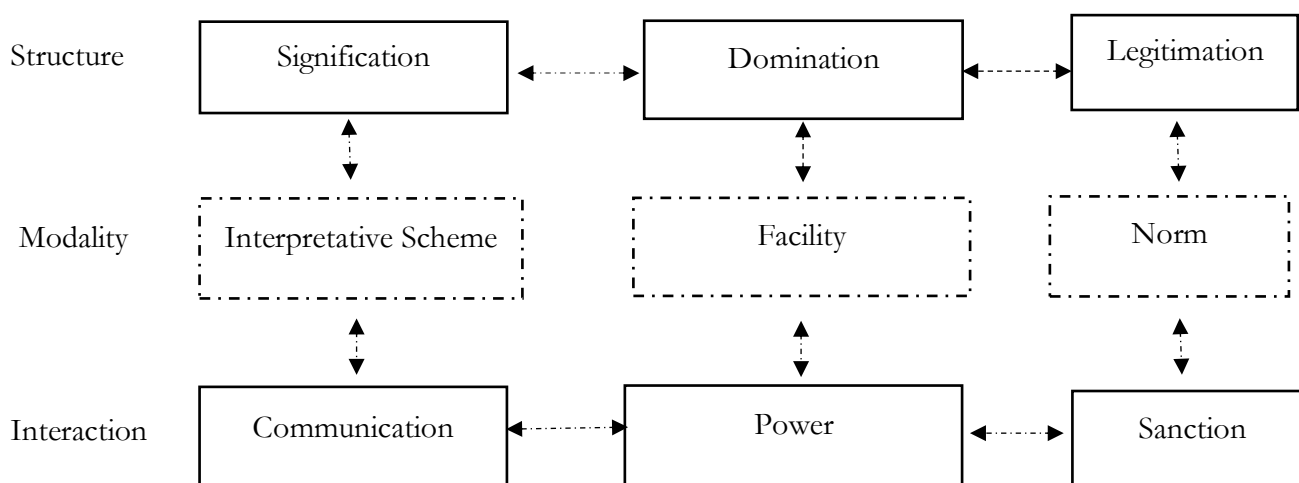 Structure
Signification
Domination
Legitimation
Modality
Interpretative Scheme
Facility
Norm
Interaction
Communication
Power
Sanction